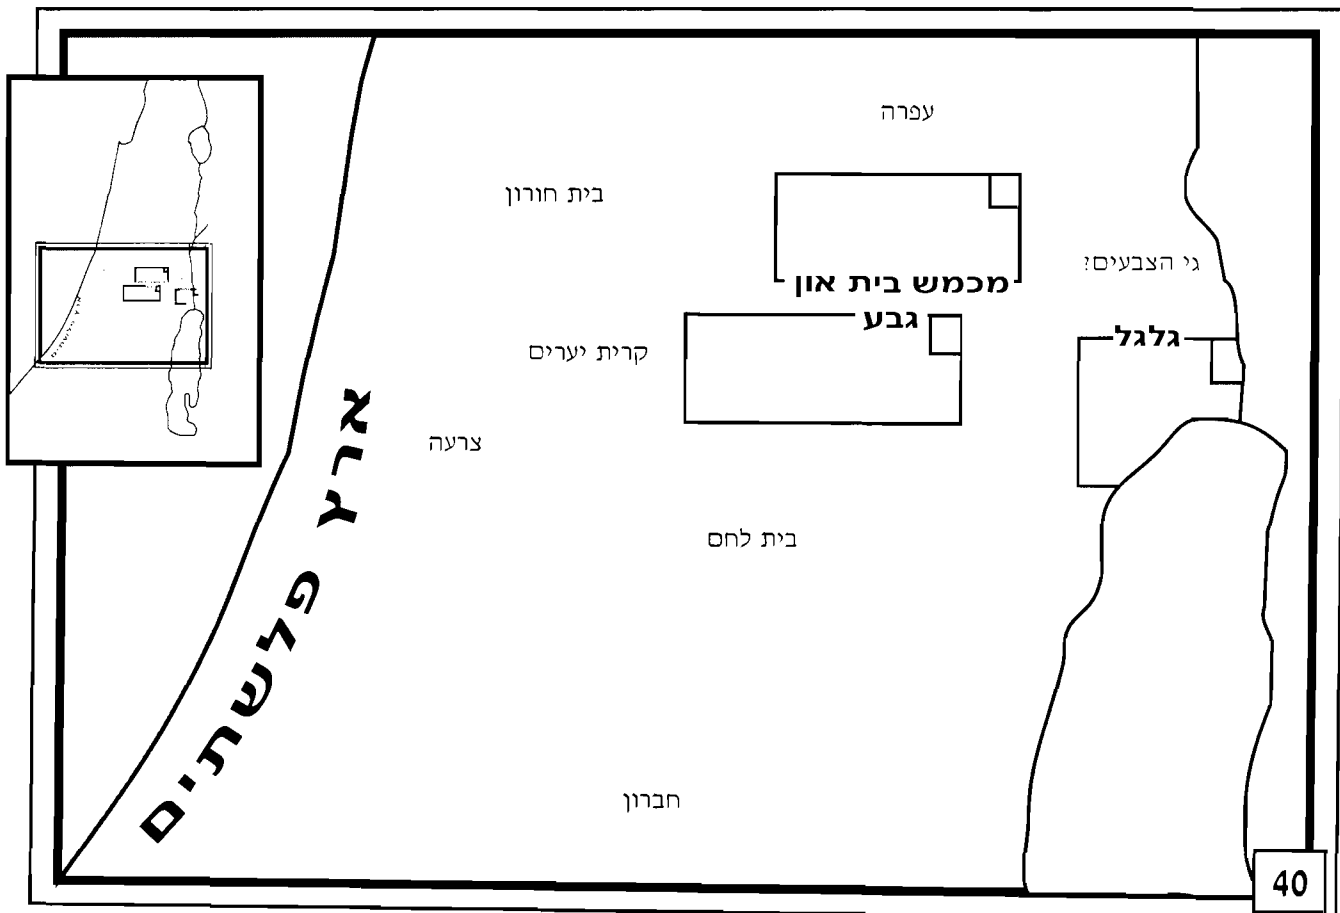 עפרה
בית חורון
גי הצבעים?
מכמש בית און
גבע
גלגל
קרית יערים
צרעה
ארץ פלשתים
בית לחם
חברון
40